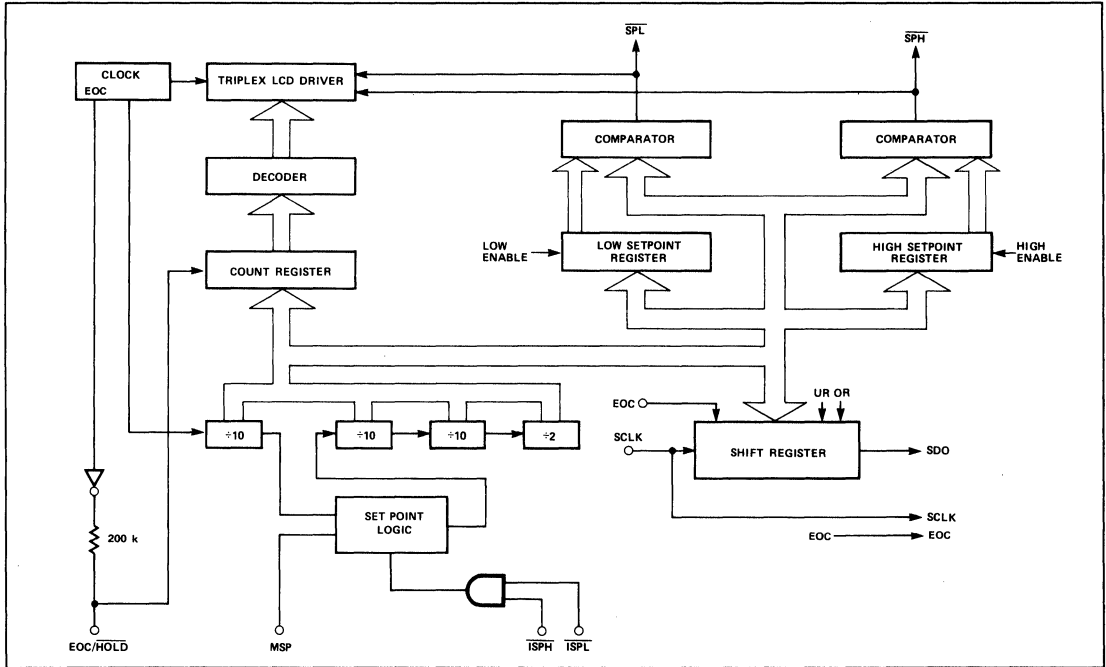 SPL
SPH
CLOCK
EOC
TRIPLEX LCD DRIVER
COMPARATOR
COMPARATOR
DECODER
LOW
ENABLE
LOW SETPOINT
REGISTER
HIGH SETPOINT
REGISTER
HIGH
ENABLE
COUNT REGISTER
÷10
÷10
÷10
÷2
EOC
UR OR
SCLK
SHIFT REGISTER
SDO
SET POINT
LOGIC
200 k
SCLK
EOC
EOC
EOC/HOLD
MSP
ISPH
ISPL